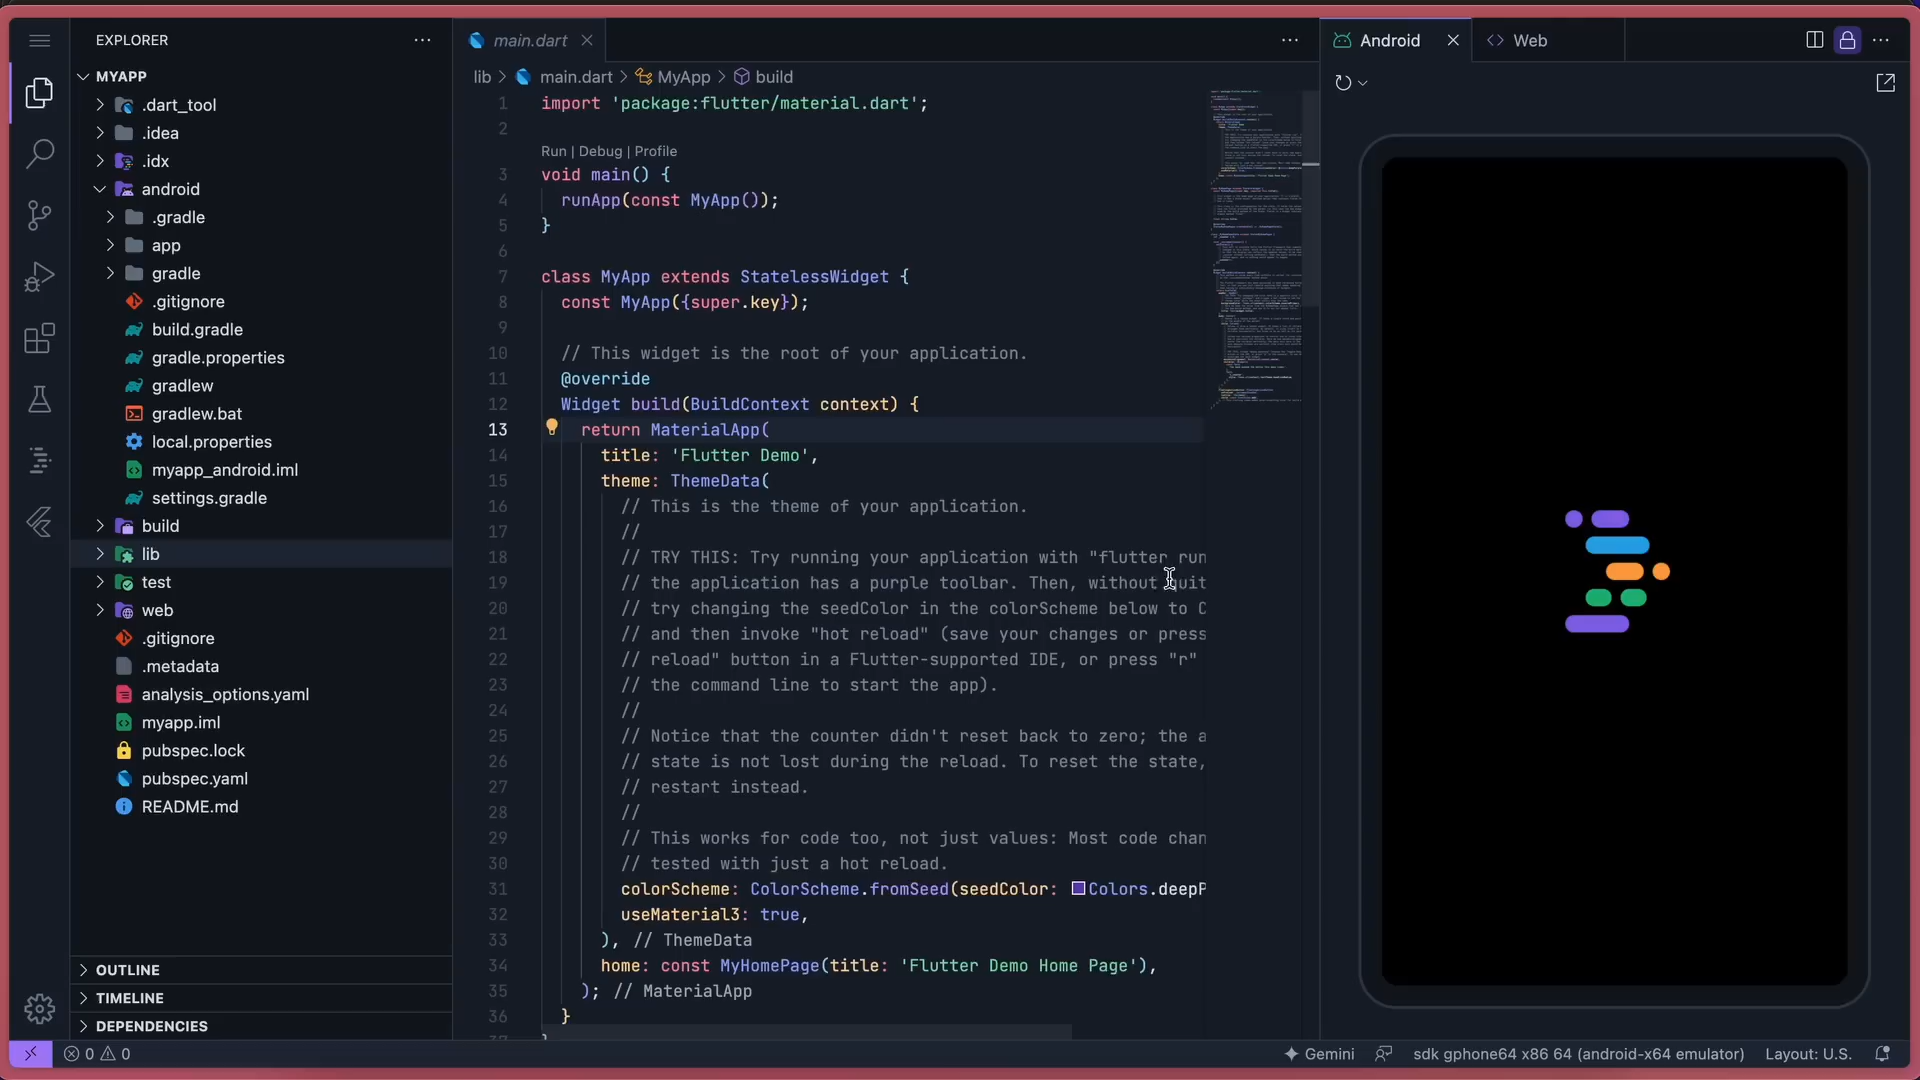 EXPLORER
MYAPP
.dart_tool
.idea
.idx
android
.gradle
app
gradle
.gitignore
build.gradle
gradle.properties
gradlew
gradlew.bat
local.properties
myapp_android.iml
settings.gradle
build
lib
test
web
.gitignore
.metadata
analysis_options.yaml
myapp.iml
pubspec.lock
pubspec.yaml
README.md
OUTLINE
TIMELINE
DEPENDENCIES
main.dart
lib > main.dart > MyApp > build
1 import 'package:flutter/material.dart';
2
Run | Debug | Profile
3 void main() {
4 runApp(const MyApp());
5 }
6
7 class MyApp extends StatelessWidget {
8 const MyApp({super.key});
9
10 // This widget is the root of your application.
11 @override
12 Widget build(BuildContext context) {
13 return MaterialApp(
14 title: 'Flutter Demo',
15 theme: ThemeData(
16 // This is the theme of your application.
17 //
18 // TRY THIS: Try running your application with "flutter run
19 // the application has a purple toolbar. Then, without quit
20 // try changing the seedColor in the colorScheme below to C
21 // and then invoke "hot reload" (save your changes or press
22 // reload" button in a Flutter-supported IDE, or press "r"
23 // the command line to start the app).
24 //
25 // Notice that the counter didn't reset back to zero; the a
26 // state is not lost during the reload. To reset the state,
27 // restart instead.
28 //
29 // This works for code too, not just values: Most code chan
30 // tested with just a hot reload.
31 colorScheme: ColorScheme.fromSeed(seedColor: Colors.deepP
32 useMaterial3: true,
33 ), // ThemeData
34 home: const MyHomePage(title: 'Flutter Demo Home Page'),
35 ); // MaterialApp
36 }
Android
Web
0 0
Gemini
sdk gphone64 x86 64 (android-x64 emulator)
Layout: U.S.